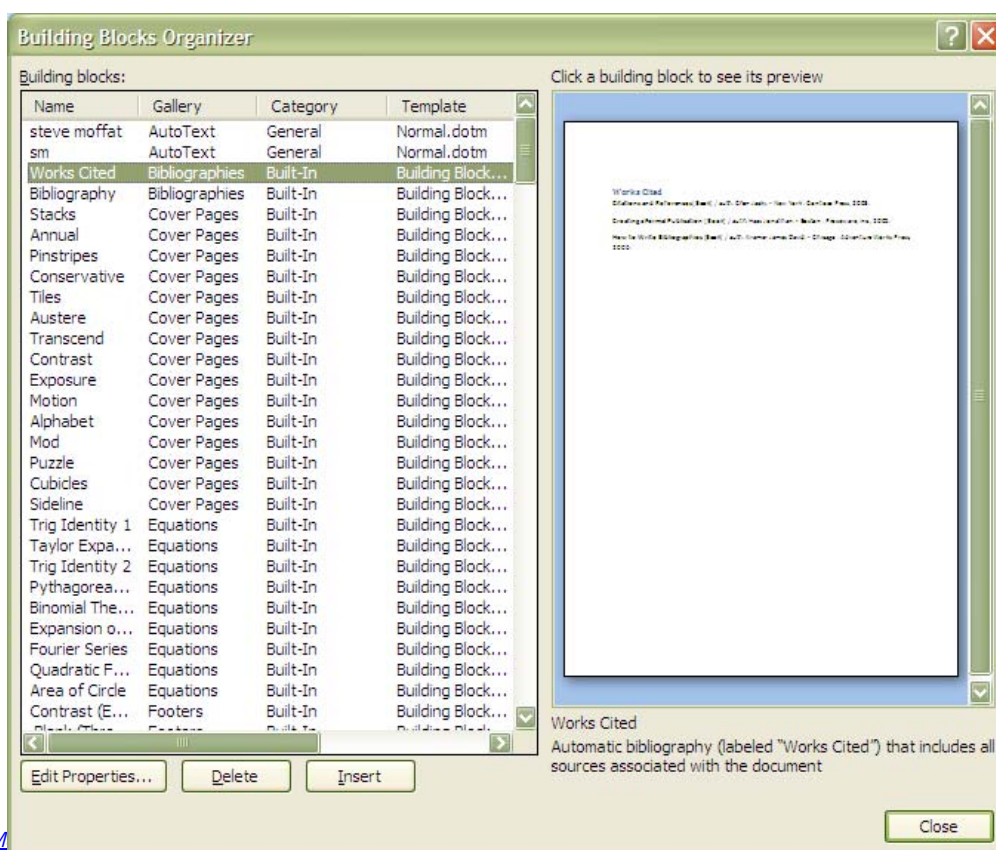 Building Blocks Organizer
Building blocks:
Click a building block to see its preview
Name Gallery Category Template
steve moffat AutoText General Normal.dotm
sm AutoText General Normal.dotm
Works Cited Bibliographies Built-In Building Block...
Bibliography Bibliographies Built-In Building Block...
Stacks Cover Pages Built-In Building Block...
Annual Cover Pages Built-In Building Block...
Pinstripes Cover Pages Built-In Building Block...
Conservative Cover Pages Built-In Building Block...
Tiles Cover Pages Built-In Building Block...
Austere Cover Pages Built-In Building Block...
Transcend Cover Pages Built-In Building Block...
Contrast Cover Pages Built-In Building Block...
Exposure Cover Pages Built-In Building Block...
Motion Cover Pages Built-In Building Block...
Alphabet Cover Pages Built-In Building Block...
Mod Cover Pages Built-In Building Block...
Puzzle Cover Pages Built-In Building Block...
Cubicles Cover Pages Built-In Building Block...
Sideline Cover Pages Built-In Building Block...
Trig Identity 1 Equations Built-In Building Block...
Taylor Expa... Equations Built-In Building Block...
Trig Identity 2 Equations Built-In Building Block...
Pythagorea... Equations Built-In Building Block...
Binomial The... Equations Built-In Building Block...
Expansion o... Equations Built-In Building Block...
Fourier Series Equations Built-In Building Block...
Quadratic F... Equations Built-In Building Block...
Area of Circle Equations Built-In Building Block...
Contrast (E... Footers Built-In Building Block...
Works Cited
Works Cited
Automatic bibliography (labeled "Works Cited") that includes all
sources associated with the document
Edit Properties... Delete Insert
Close
M